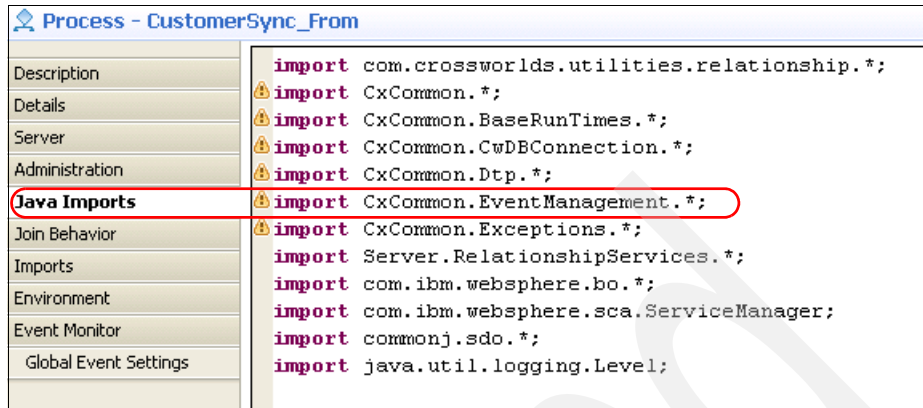 Process - CustomerSync_From
Description
Details
Server
Administration
Java Imports
Join Behavior
Imports
Environment
Event Monitor
Global Event Settings
import com.crossworlds.utilities.relationship.*;
import CxCommon.*;
import CxCommon.BaseRunTimes.*;
import CxCommon.CwDBConnection.*;
import CxCommon.Dtp.*;
import CxCommon.EventManagement.*;
import CxCommon.Exceptions.*;
import Server.RelationshipServices.*;
import com.ibm.websphere.bo.*;
import com.ibm.websphere.sca.ServiceManager;
import commonj.sdo.*;
import java.util.logging.Level;